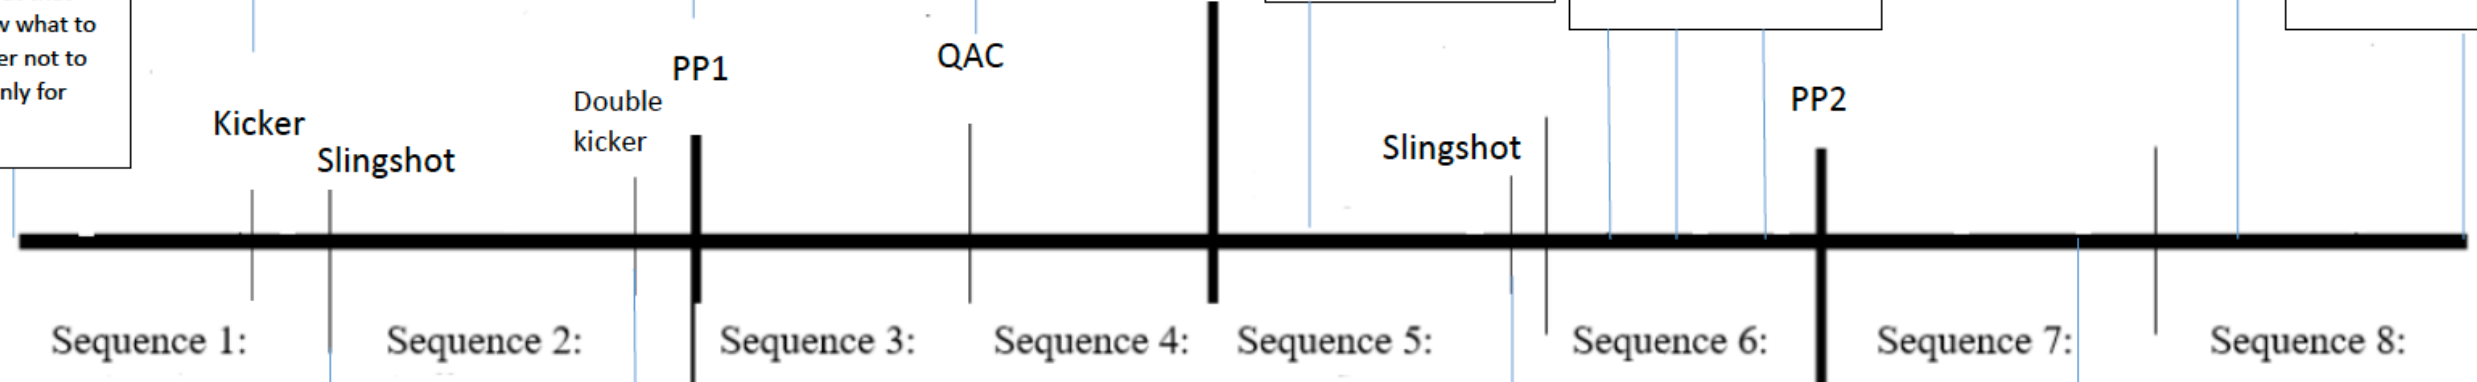 w what to
er not to
nly for
Kicker
Slingshot
Double
kicker
PP1
QAC
Slingshot
PP2
Sequence 1:
Sequence 2:
Sequence 3:
Sequence 4:
Sequence 5:
Sequence 6:
Sequence 7:
Sequence 8: